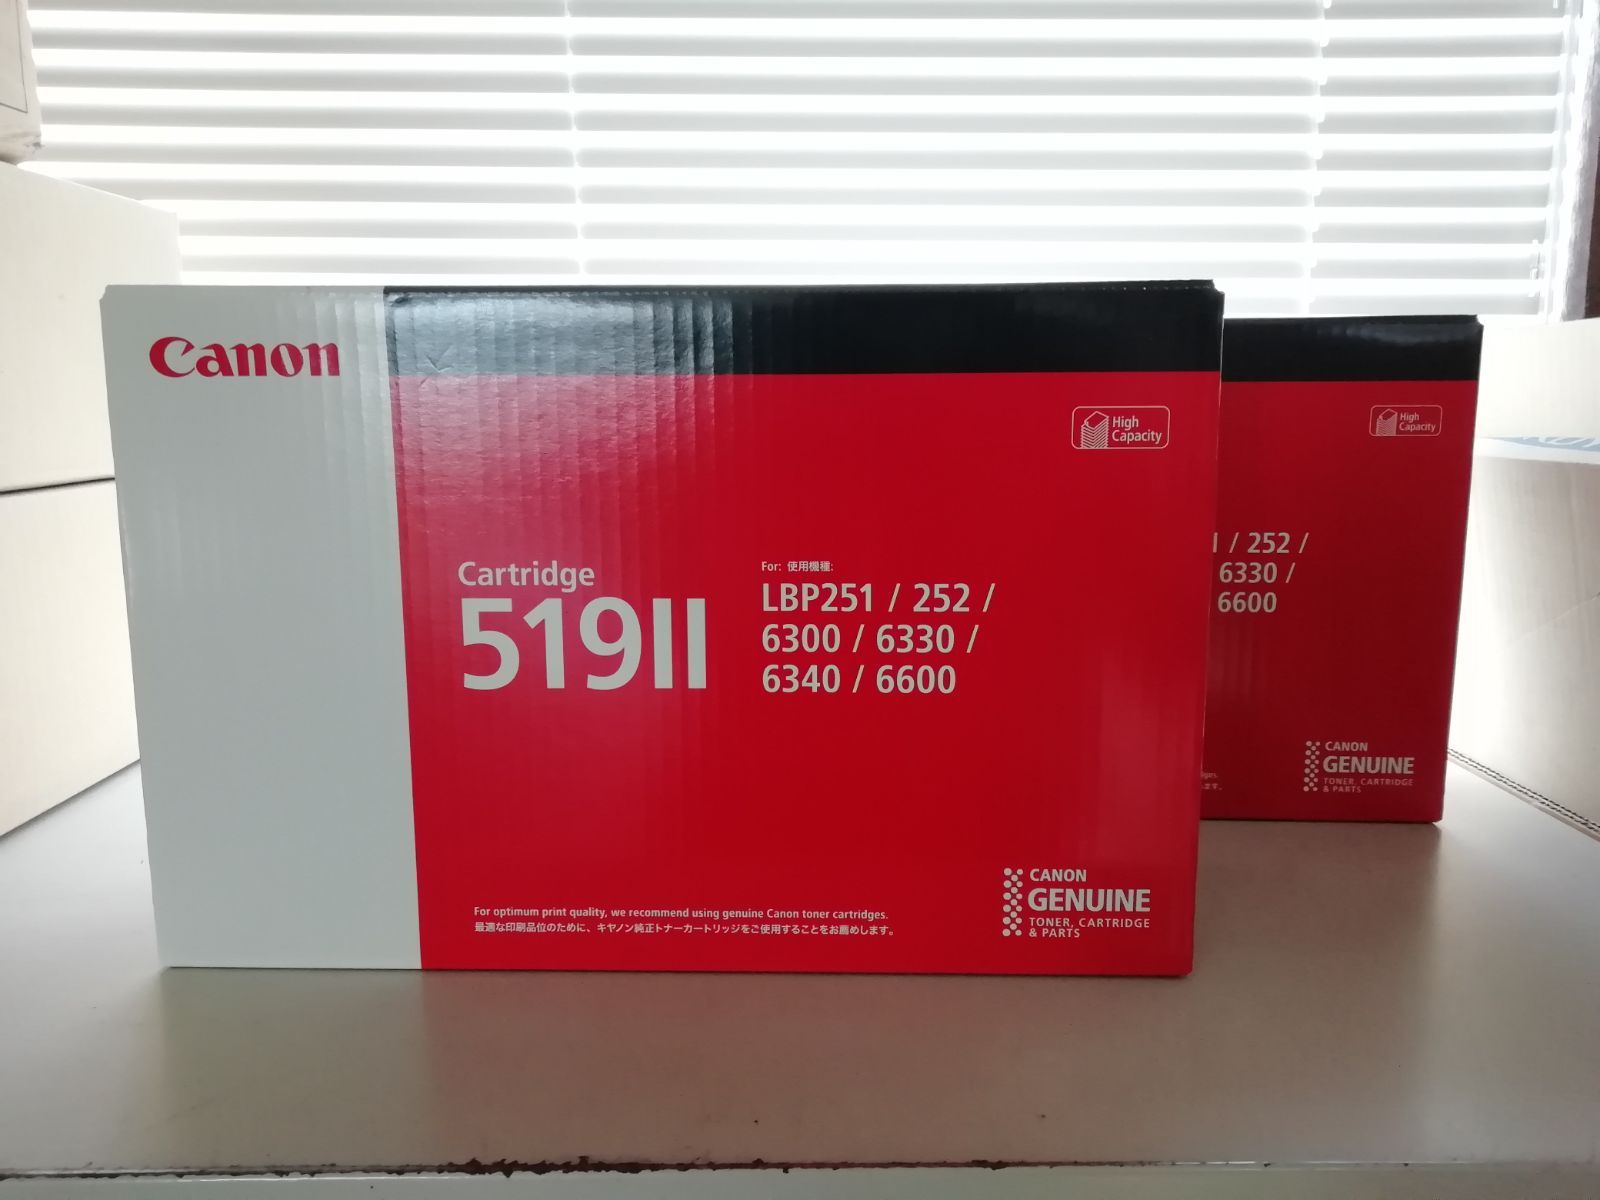 Canon
High
Capacity
Cartridge
519II
For: 使用機種:
LBP251 / 252 /
6300 / 6330 /
6340 / 6600
For optimum print quality, we recommend using genuine Canon toner cartridges.
最適な印刷品位のために、キヤノン純正トナーカートリッジをご使用することをお薦めします。
CANON
GENUINE
TONER, CARTRIDGE
& PARTS
High
Capacity
/ 252 /
6330 /
6600
CANON
GENUINE
TONER, CARTRIDGE
& PARTS